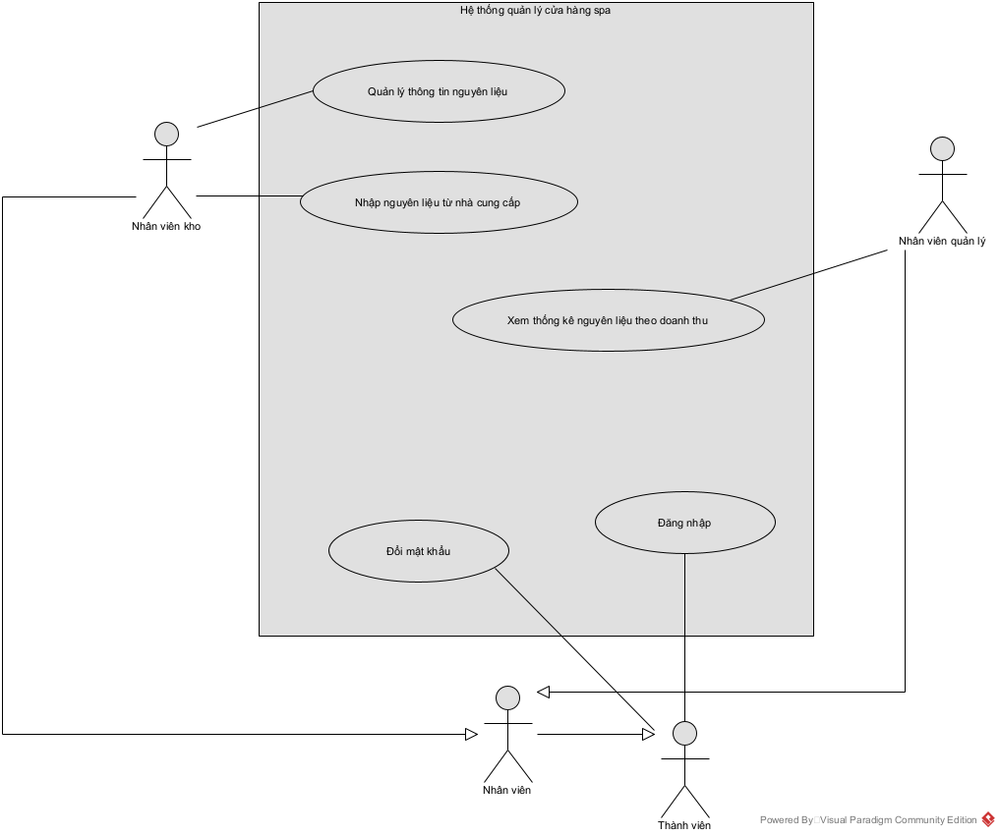 Hệ thống quản lý cửa hàng spa
Quản lý thông tin nguyên liệu
Nhập nguyên liệu từ nhà cung cấp
Nhân viên kho
Nhân viên quản lý
Xem thống kê nguyên liệu theo doanh thu
Đăng nhập
Đổi mật khẩu
Nhân viên
Thành viên
Powered By Visual Paradigm Community Edition